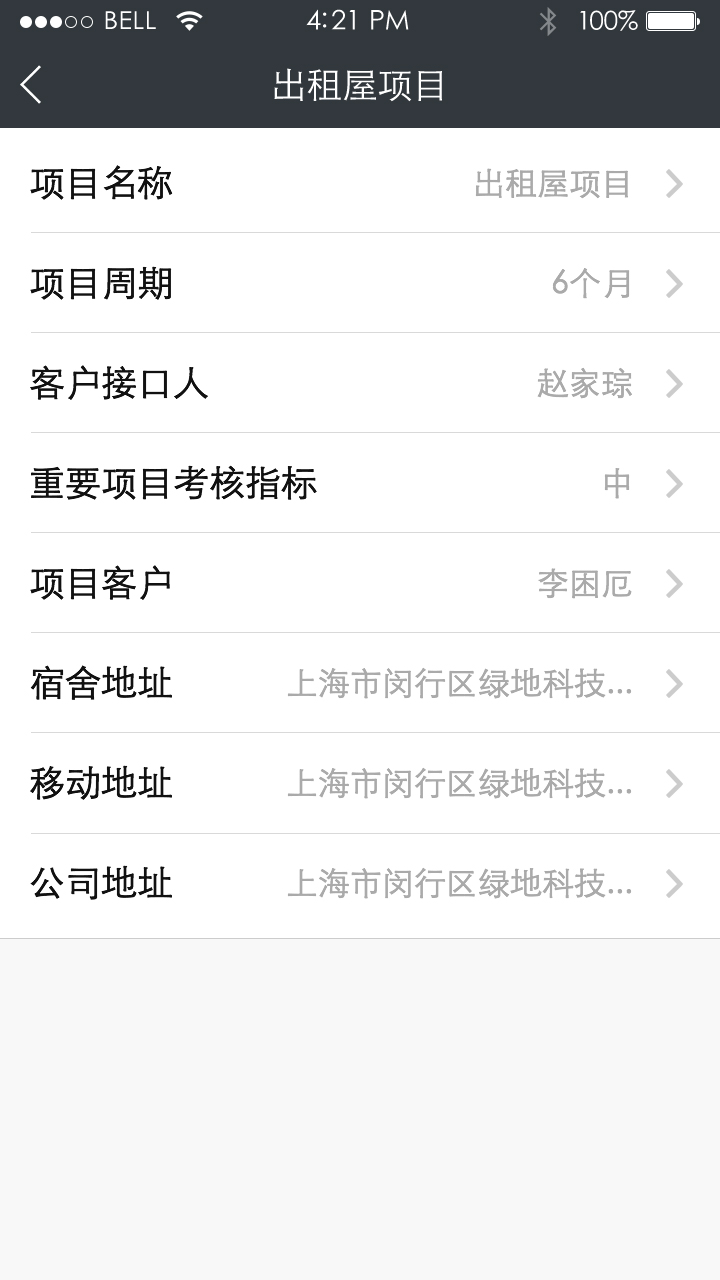 BELL 4:21 PM 100%
出租屋项目
项目名称 出租屋项目
项目周期 6个月
客户接口人 赵家琮
重要项目考核指标 中
项目客户 李困厄
宿舍地址 上海市闵行区绿地科技...
移动地址 上海市闵行区绿地科技...
公司地址 上海市闵行区绿地科技...